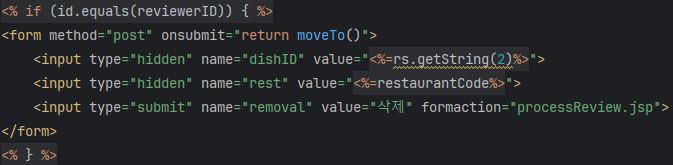 <% if (id.equals(reviewerID)) { %>
<form method="post" onsubmit="return moveTo()">
    <input type="hidden" name="dishID" value="<%=rs.getString(2)%>">
    <input type="hidden" name="rest" value="<%=restaurantCode%>">
    <input type="submit" name="removal" value="삭제" formaction="processReview.jsp">
</form>
<% } %>